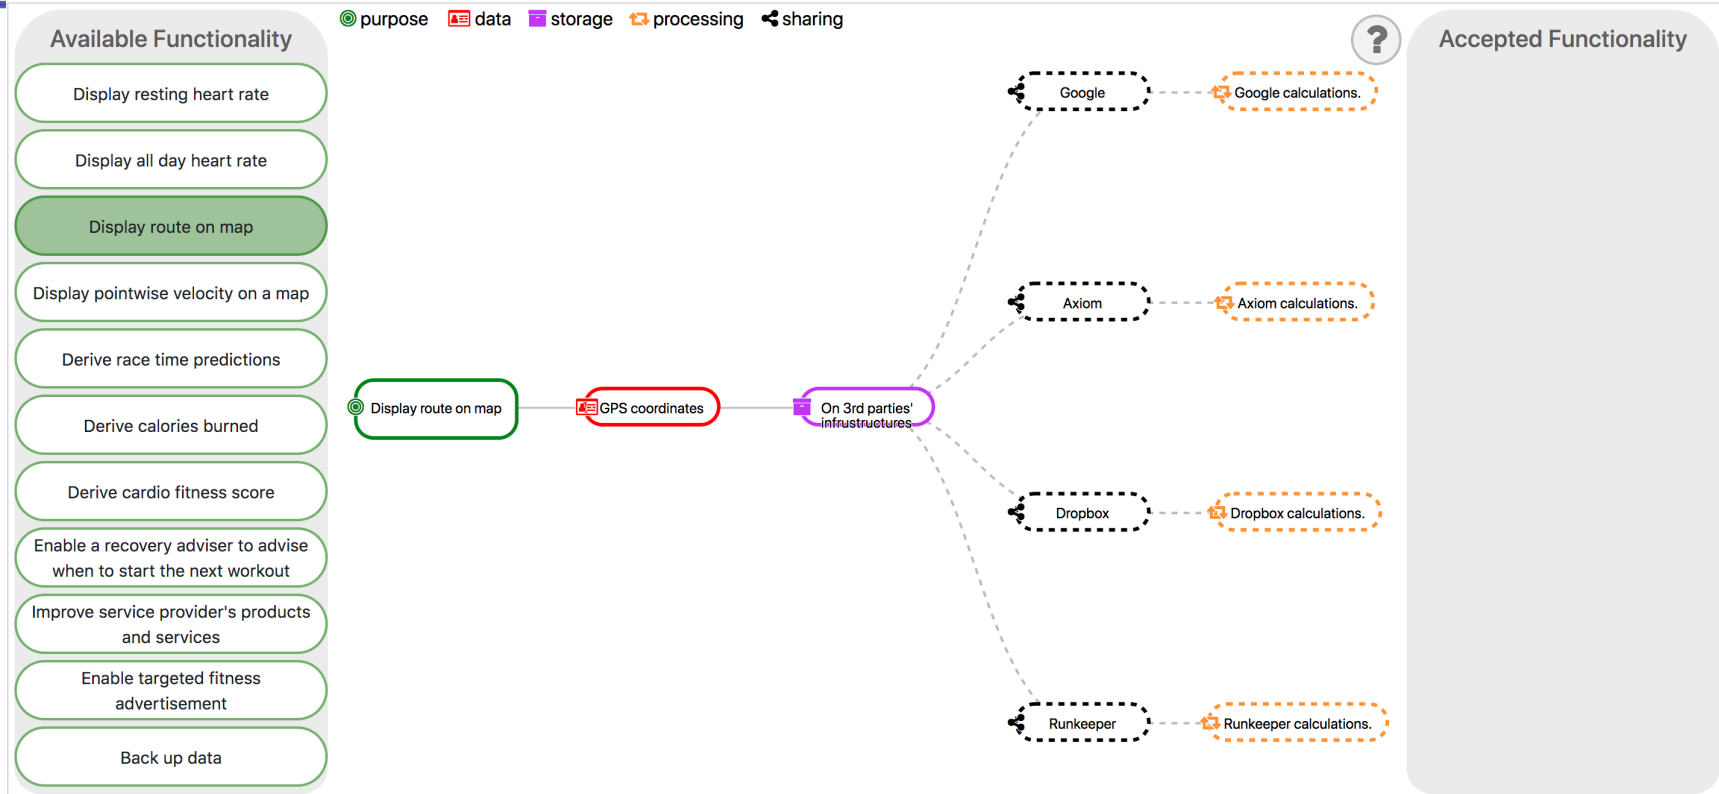 Available Functionality
Display resting heart rate
Display all day heart rate
Display route on map
Display pointwise velocity on a map
Derive race time predictions
Derive calories burned
Derive cardio fitness score
Enable a recovery adviser to advise
when to start the next workout
Improve service provider's products
and services
Enable targeted fitness
advertisement
Back up data
purpose data storage processing sharing
Display route on map
GPS coordinates
On 3rd parties'
infrustructures
Google
Google calculations.
Axiom
Axiom calculations.
Dropbox
Dropbox calculations.
Runkeeper
Runkeeper calculations.
?
Accepted Functionality